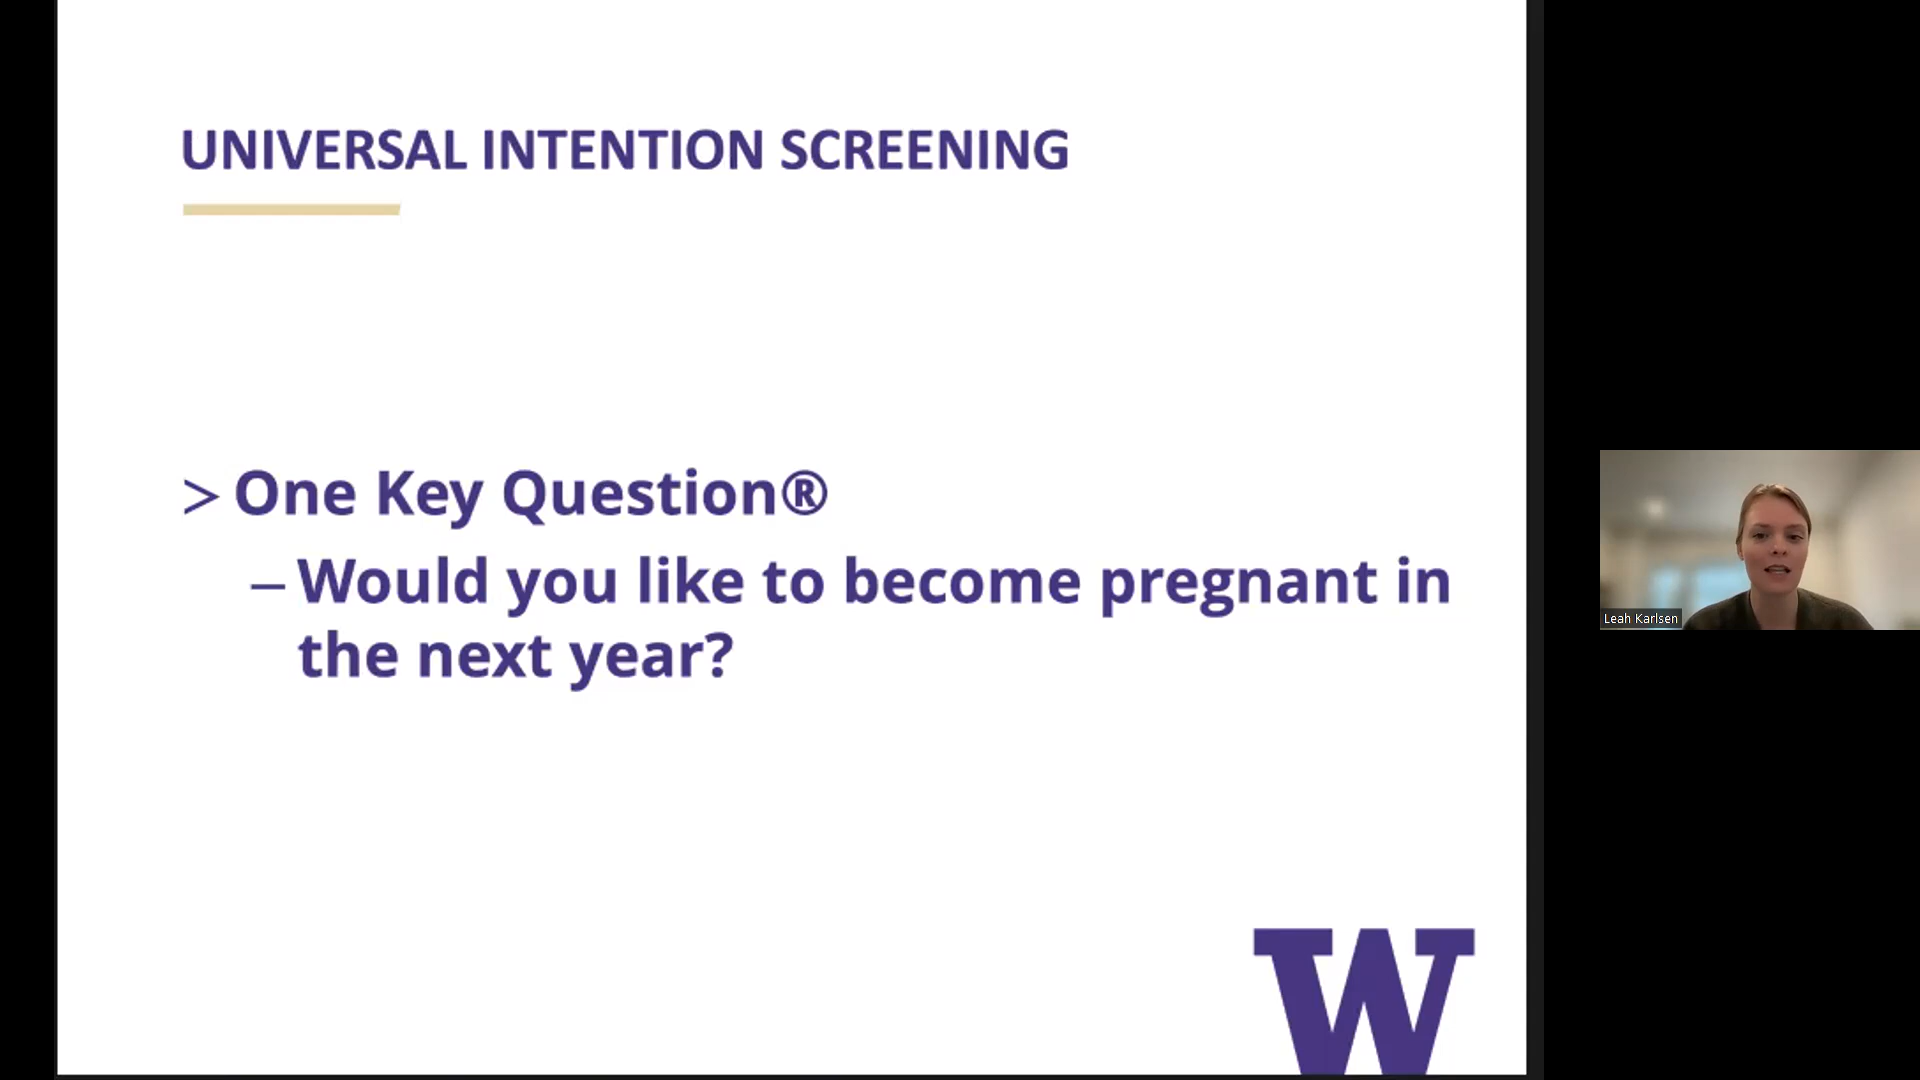 UNIVERSAL INTENTION SCREENING
> One Key Question®
– Would you like to become pregnant in
the next year?
W
Leah Karlsen